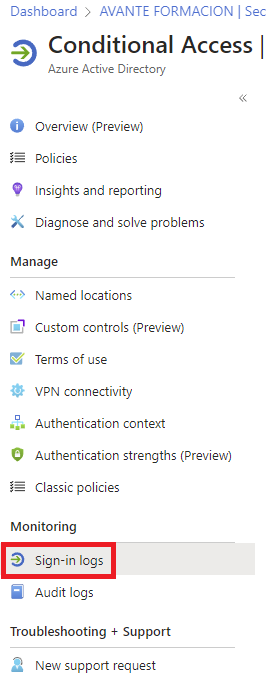 Dashboard > AVANTE FORMACION | Sec
Conditional Access |
Azure Active Directory
«
Overview (Preview)
Policies
Insights and reporting
Diagnose and solve problems
Manage
Named locations
Custom controls (Preview)
Terms of use
VPN connectivity
Authentication context
Authentication strengths (Preview)
Classic policies
Monitoring
Sign-in logs
Audit logs
Troubleshooting + Support
New support request